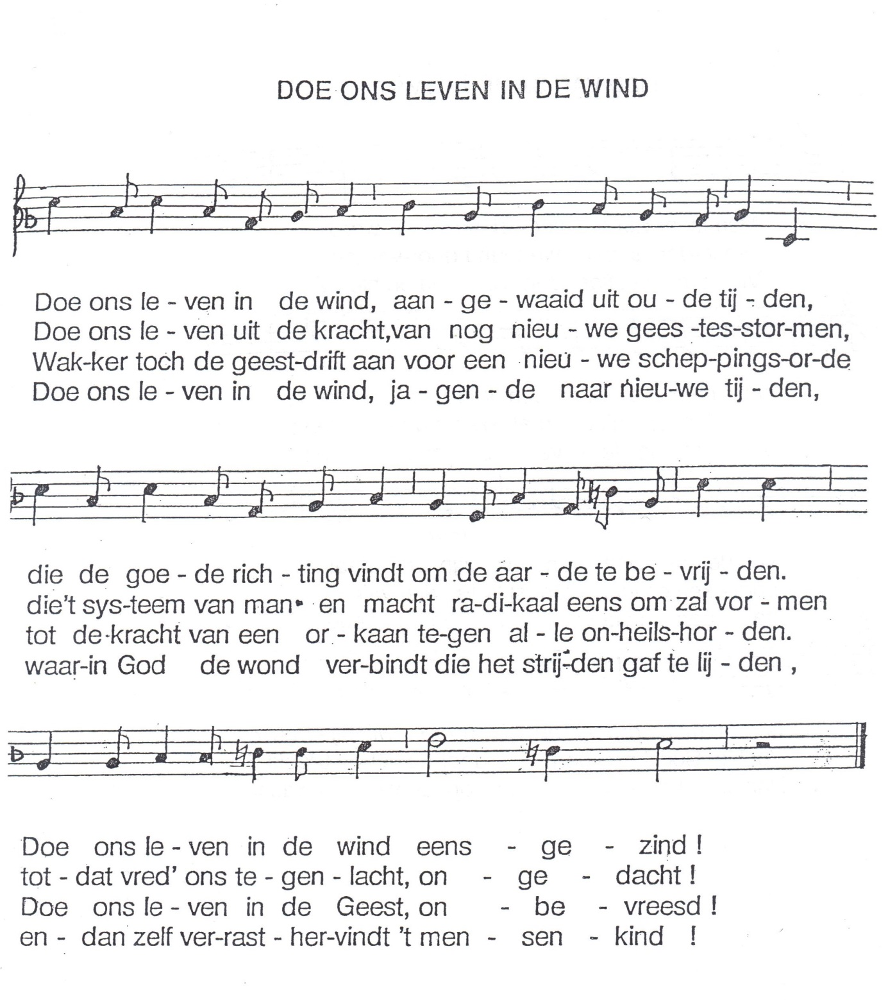 DOE ONS LEVEN IN DE WIND
Doe ons le - ven in de wind, aan - ge - waaid uit ou - de tij - den,
Doe ons le - ven uit de kracht,van nog nieu - we gees -tes-stor-men,
Wak-ker toch de geest-drift aan voor een nieu - we schep-pings-or-de
Doe ons le - ven in de wind, ja - gen - de naar nieu-we tij - den,
die de goe - de rich - ting vindt om de aar - de te be - vrij - den.
die't sys-teem van man- en macht ra-di-kaal eens om zal vor - men
tot de kracht van een or - kaan te-gen al - le on-heils-hor - den.
waar-in God de wond ver-bindt die het strij-den gaf te lij - den ,
Doe ons le - ven in de wind eens - ge - zind !
tot - dat vred' ons te - gen - lacht, on - ge - dacht !
Doe ons le - ven in de Geest, on - be - vreesd !
en - dan zelf ver-rast - her-vindt 't men - sen - kind !